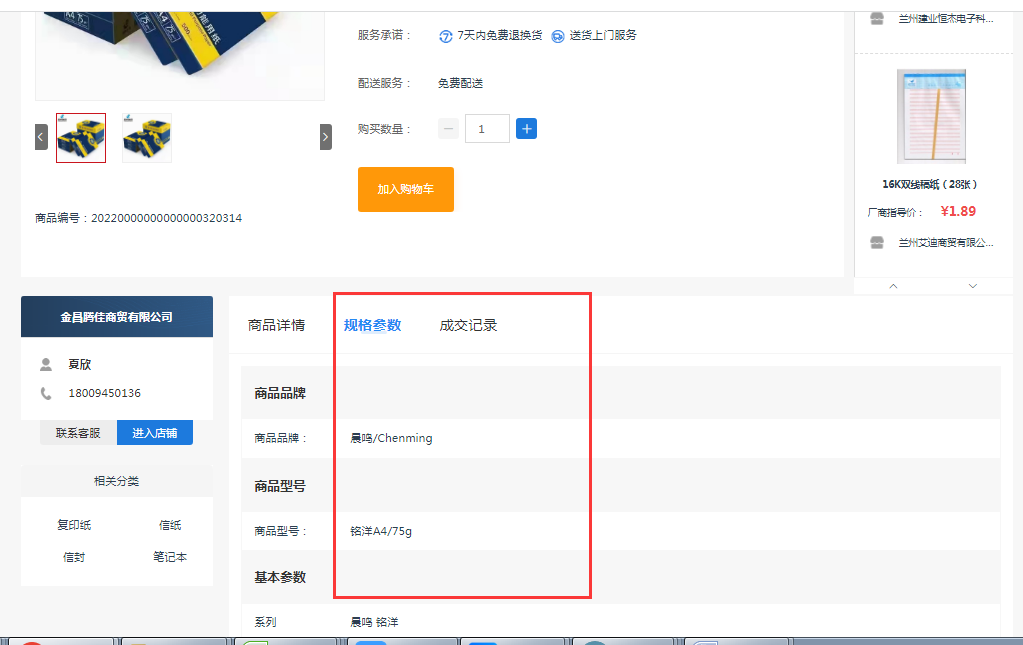 A4 75
75
500
服务承诺： 7天内免费退换货 送货上门服务
配送服务： 免费配送
购买数量： 1
加入购物车
商品编号：20220000000000000320314
兰州建业恒杰电子科...
16K双线稿纸（28张）
厂商指导价： ¥1.89
兰州艾迪商贸有限公...
金昌腾佳商贸有限公司
夏欣
18009450136
联系客服 进入店铺
相关分类
复印纸 信纸
信封 笔记本
商品详情 规格参数 成交记录
商品品牌
商品品牌： 晨鸣/Chenming
商品型号
商品型号： 铭洋A4/75g
基本参数
系列 晨鸣 铭洋